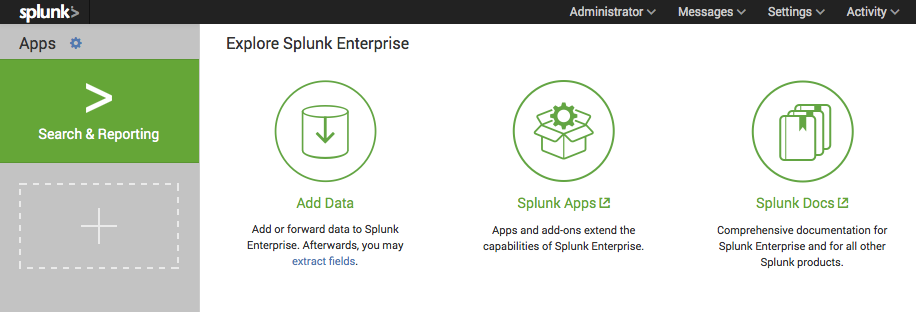 splunk>
Administrator Messages Settings Activity
Apps
Explore Splunk Enterprise
>
Search & Reporting
Add Data
Add or forward data to Splunk
Enterprise. Afterwards, you may
extract fields.
Splunk Apps
Apps and add-ons extend the
capabilities of Splunk Enterprise.
Splunk Docs
Comprehensive documentation for
Splunk Enterprise and for all other
Splunk products.